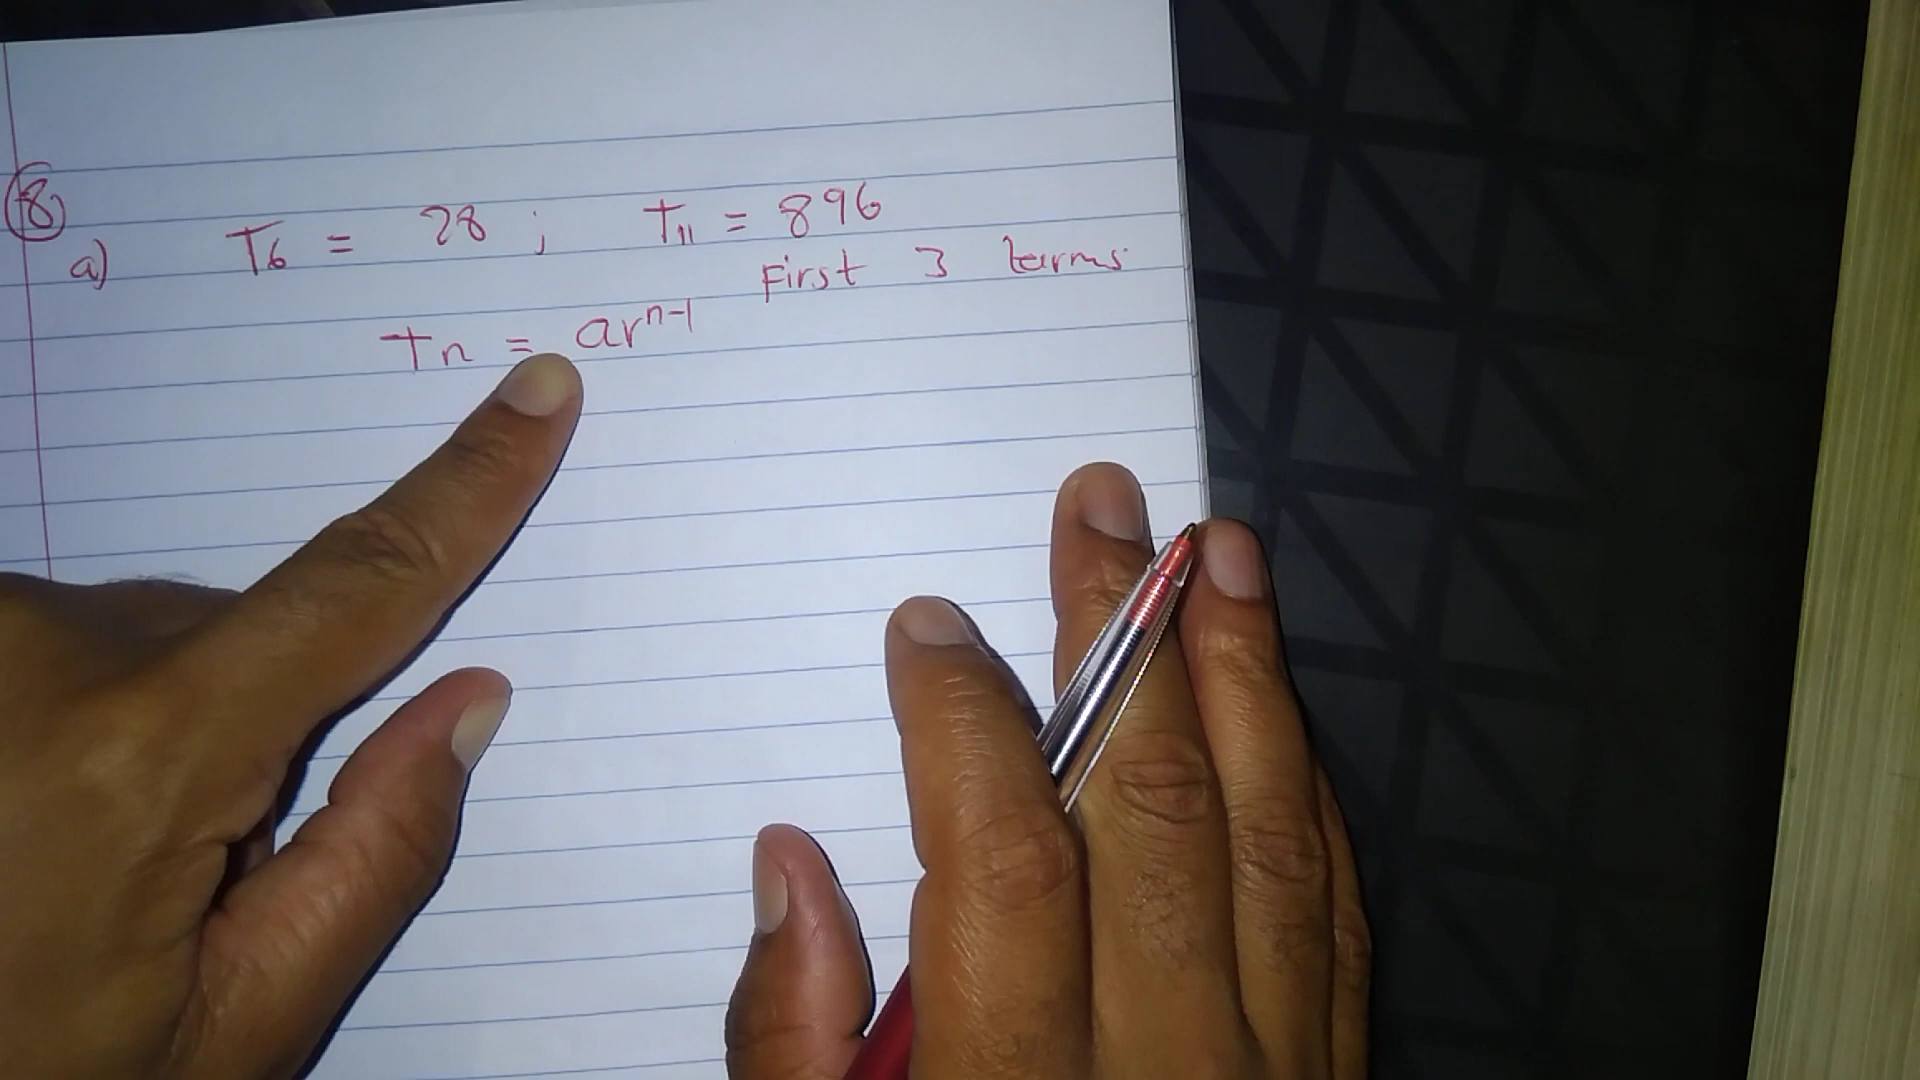 8
a) T6 = 28 ; T11 = 896
First 3 terms
Tn = ar^n-1